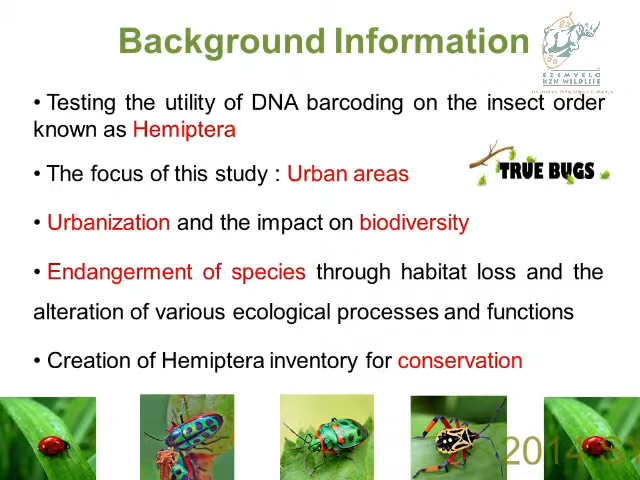 Background Information
EZEMVELO
KZN WILDLIFE
• Testing the utility of DNA barcoding on the insect order
known as Hemiptera
• The focus of this study : Urban areas
TRUE BUGS
• Urbanization and the impact on biodiversity
• Endangerment of species through habitat loss and the
alteration of various ecological processes and functions
• Creation of Hemiptera inventory for conservation
2014